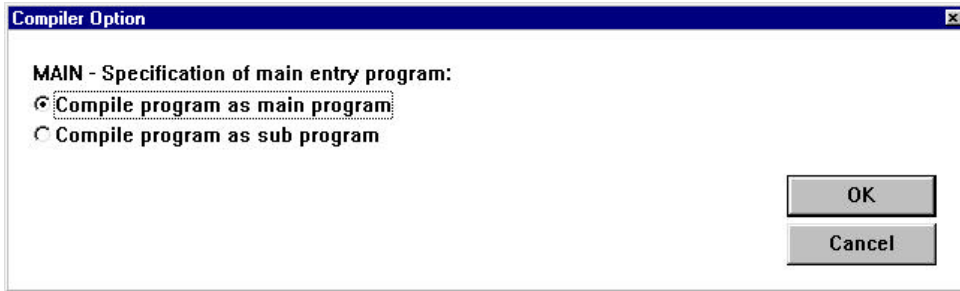 Compiler Option
MAIN - Specification of main entry program:
Compile program as main program
Compile program as sub program
OK
Cancel